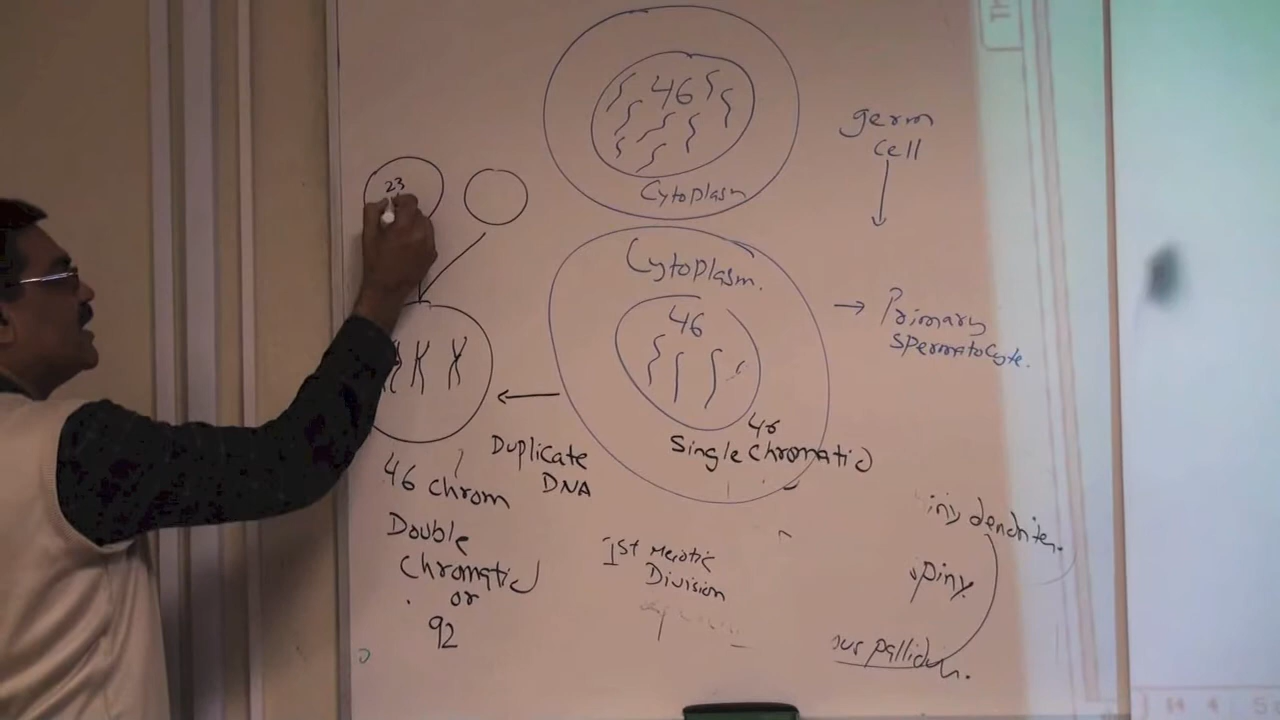 46
Cytoplasm
germ
cell
23
Cytoplasm.
46
Primary
spermatocyte.
46
Single Chromatid
Duplicate
DNA
46 chrom
Double
Chromatid
or
92
1st Meiotic
Division
dendrites.
spiny
pallidum.